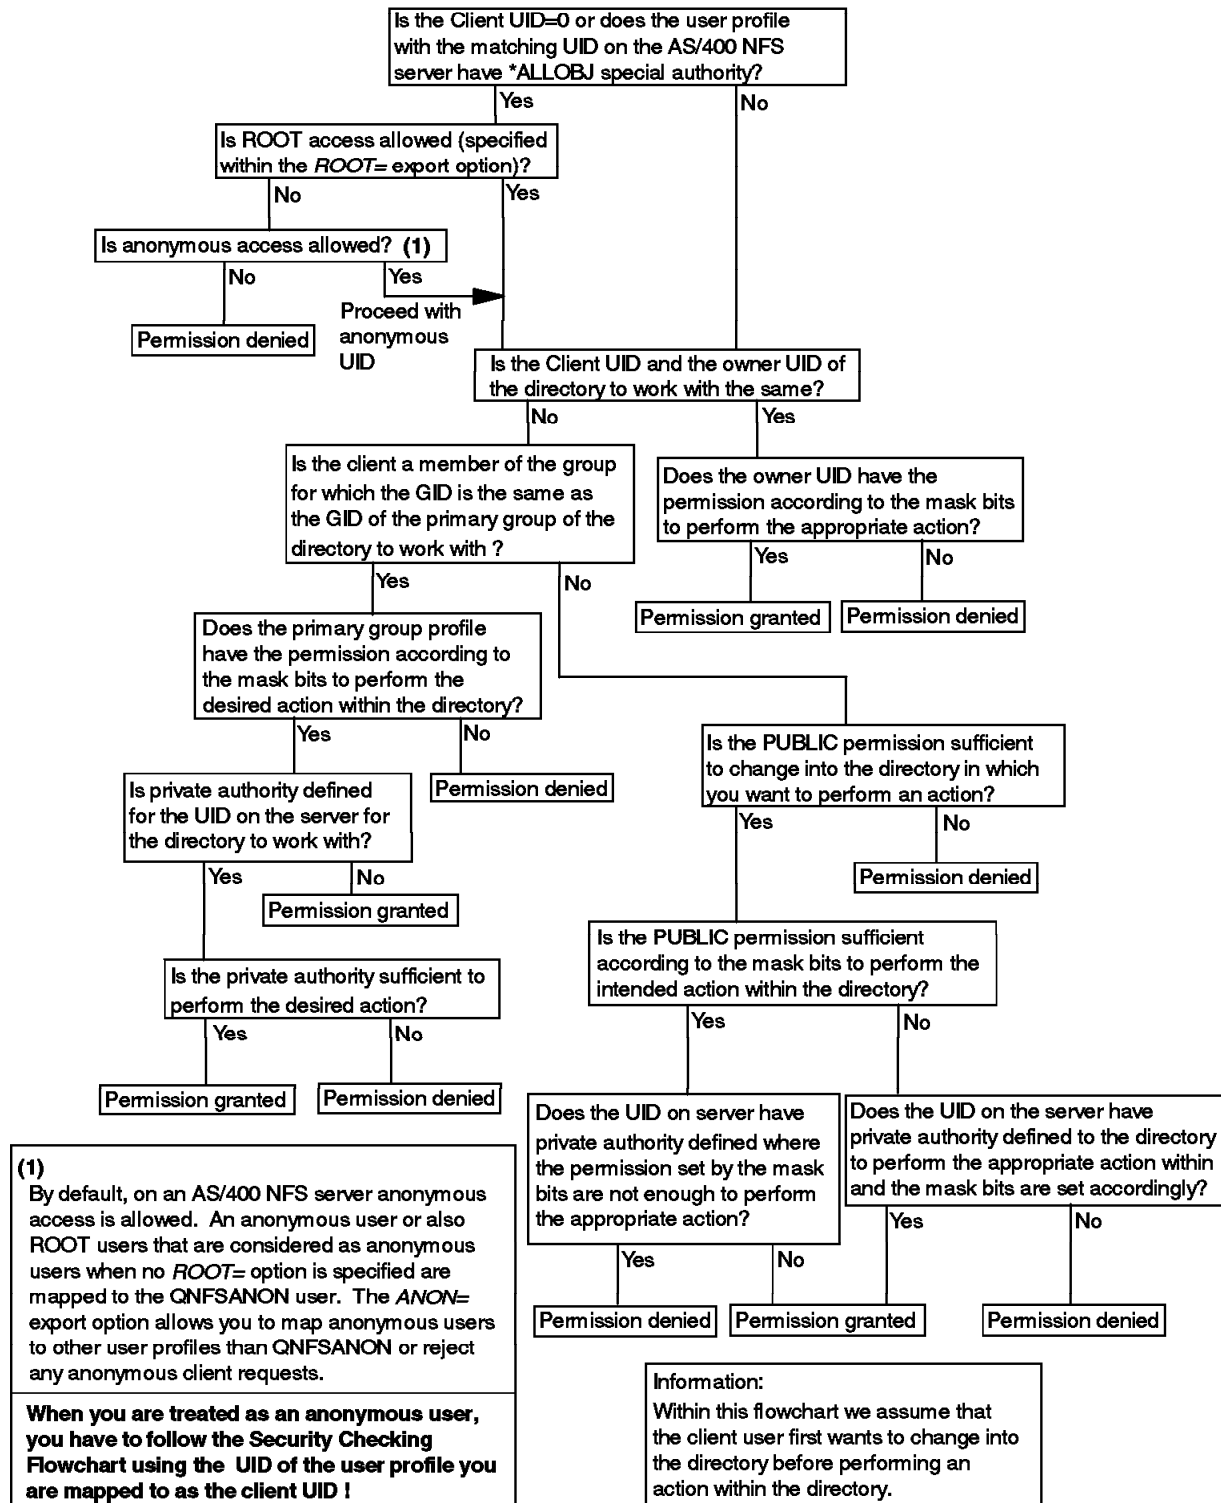 Is the Client UID=0 or does the user profile
with the matching UID on the AS/400 NFS
server have *ALLOBJ special authority?
Yes
No
Is ROOT access allowed (specified
within the ROOT= export option)?
No
Yes
Is anonymous access allowed? (1)
No
Yes
Proceed with
anonymous
UID
Permission denied
Is the Client UID and the owner UID of
the directory to work with the same?
No
Yes
Is the client a member of the group
for which the GID is the same as
the GID of the primary group of the
directory to work with ?
Does the owner UID have the
permission according to the mask bits
to perform the appropriate action?
Yes
No
Yes
No
Permission granted
Permission denied
Does the primary group profile
have the permission according to
the mask bits to perform the
desired action within the directory?
Yes
No
Is the PUBLIC permission sufficient
to change into the directory in which
you want to perform an action?
Is private authority defined
for the UID on the server for
the directory to work with?
Permission denied
Yes
No
Yes
No
Permission denied
Permission granted
Is the PUBLIC permission sufficient
according to the mask bits to perform the
intended action within the directory?
Is the private authority sufficient to
perform the desired action?
Yes
No
Yes
No
Permission granted
Permission denied
Does the UID on server have
private authority defined where
the permission set by the mask
bits are not enough to perform
the appropriate action?
Does the UID on the server have
private authority defined to the directory
to perform the appropriate action within
and the mask bits are set accordingly?
Yes
No
Yes
No
Permission denied
Permission granted
Permission denied
(1)
By default, on an AS/400 NFS server anonymous
access is allowed. An anonymous user or also
ROOT users that are considered as anonymous
users when no ROOT= option is specified are
mapped to the QNFSANON user. The ANON=
export option allows you to map anonymous users
to other user profiles than QNFSANON or reject
any anonymous client requests.
When you are treated as an anonymous user,
you have to follow the Security Checking
Flowchart using the UID of the user profile you
are mapped to as the client UID !
Information:
Within this flowchart we assume that
the client user first wants to change into
the directory before performing an
action within the directory.